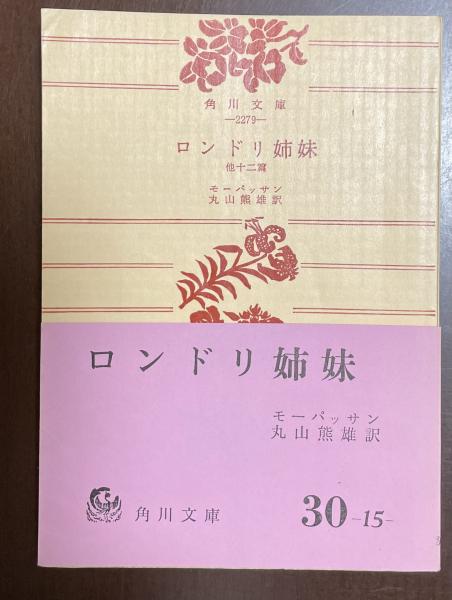 角川文庫
—2279—
ロンドリ姉妹
他十二篇
モーパッサン
丸山熊雄訳
ロンドリ姉妹
モーパッサン
丸山熊雄訳
角川文庫
30-15-